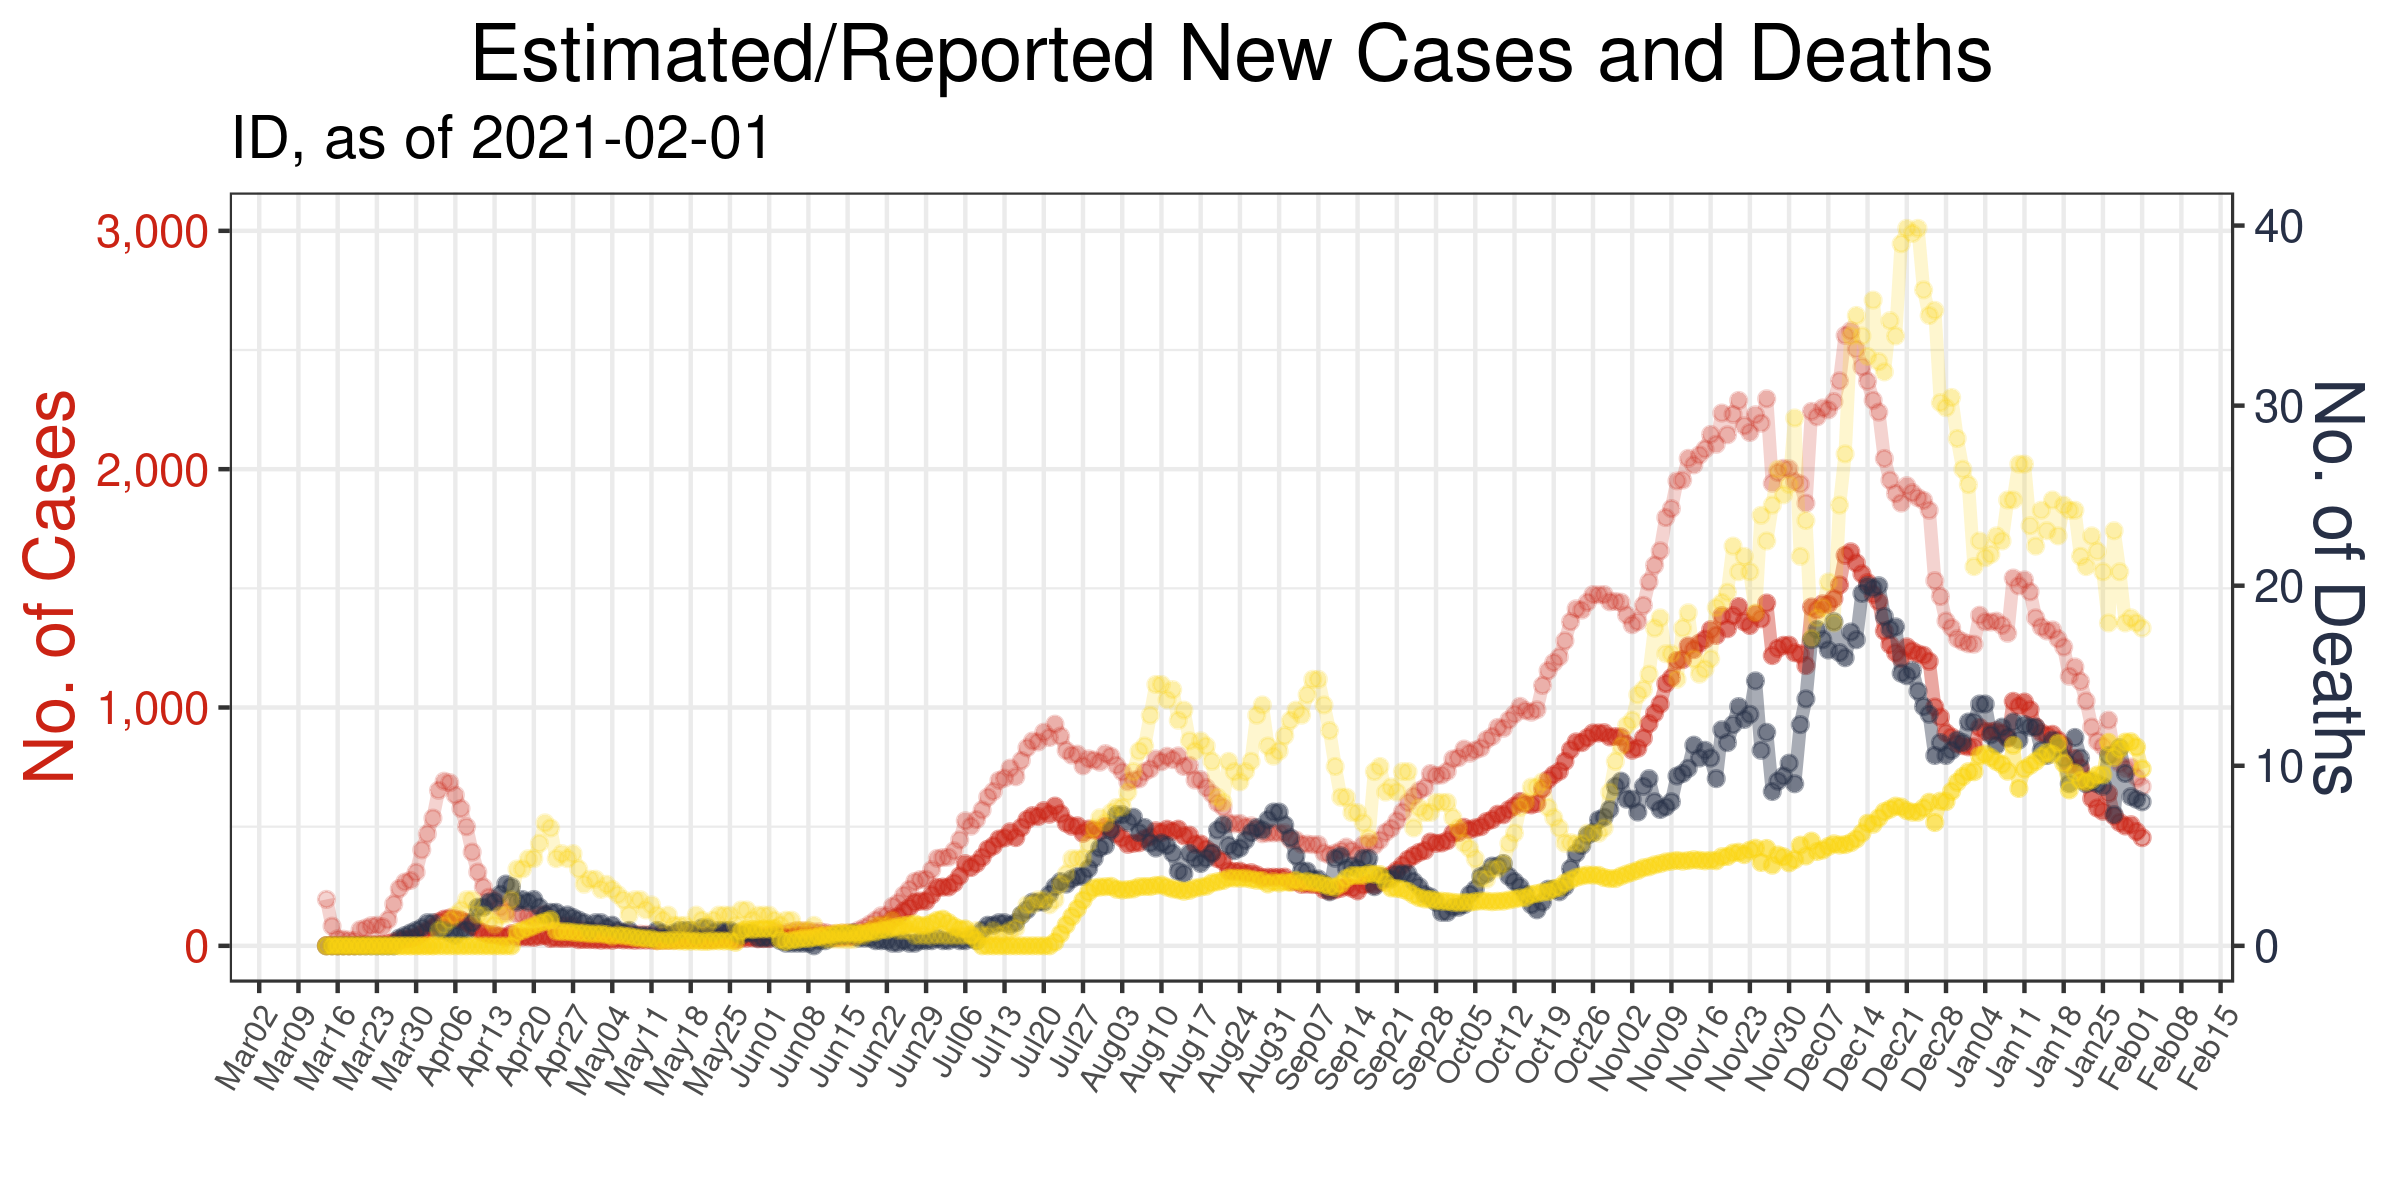 Estimated/Reported New Cases and Deaths
ID, as of 2021-02-01
No. of Cases
3,000
2,000
1,000
0
No. of Deaths
40
30
20
10
0
Mar02
Mar09
Mar16
Mar23
Mar30
Apr06
Apr13
Apr20
Apr27
May04
May11
May18
May25
Jun01
Jun08
Jun15
Jun22
Jun29
Jul06
Jul13
Jul20
Jul27
Aug03
Aug10
Aug17
Aug24
Aug31
Sep07
Sep14
Sep21
Sep28
Oct05
Oct12
Oct19
Oct26
Nov02
Nov09
Nov16
Nov23
Nov30
Dec07
Dec14
Dec21
Dec28
Jan04
Jan11
Jan18
Jan25
Feb01
Feb08
Feb15